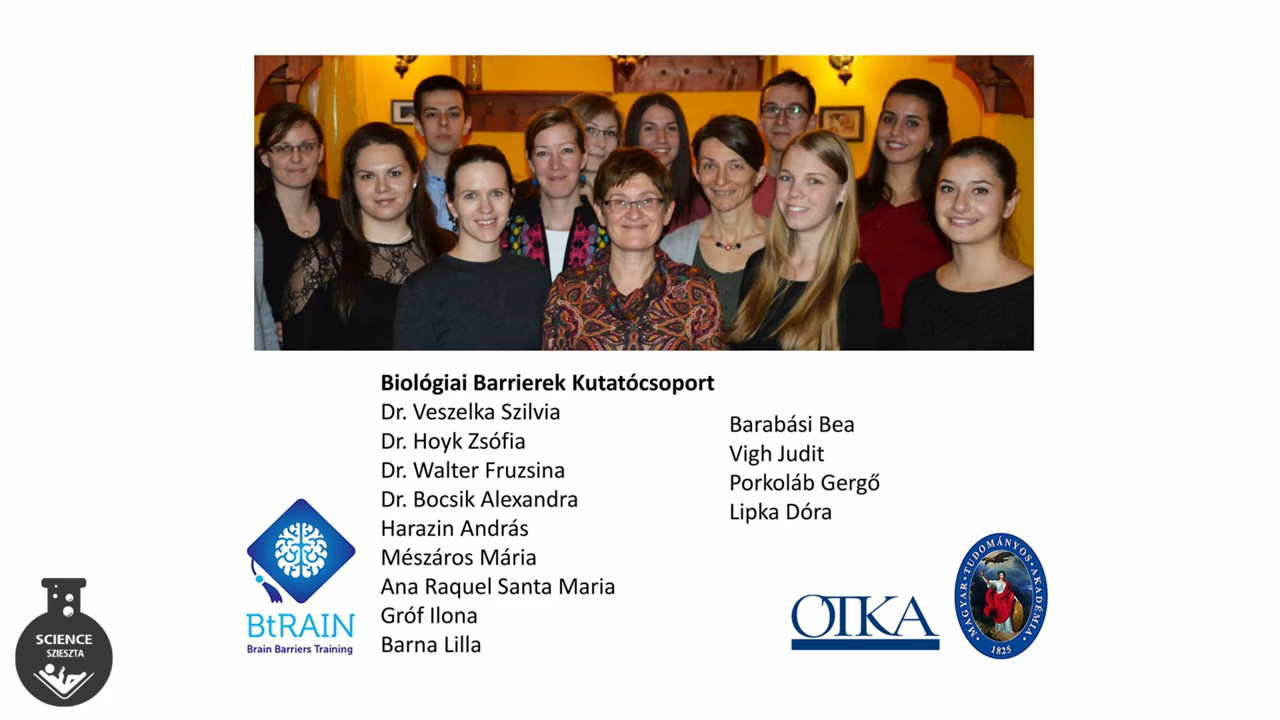 Biológiai Barrierek Kutatócsoport
Dr. Veszelka Szilvia
Dr. Hoyk Zsófia
Dr. Walter Fruzsina
Dr. Bocsik Alexandra
Harazin András
Mészáros Mária
Ana Raquel Santa Maria
Gróf Ilona
Barna Lilla
Barabási Bea
Vigh Judit
Porkoláb Gergő
Lipka Dóra
BtRAIN
Brain Barriers Training
SCIENCE
SZIESZTA
OTKA
MAGYAR • TUDOMÁNYOS • AKADÉMIA •
1825